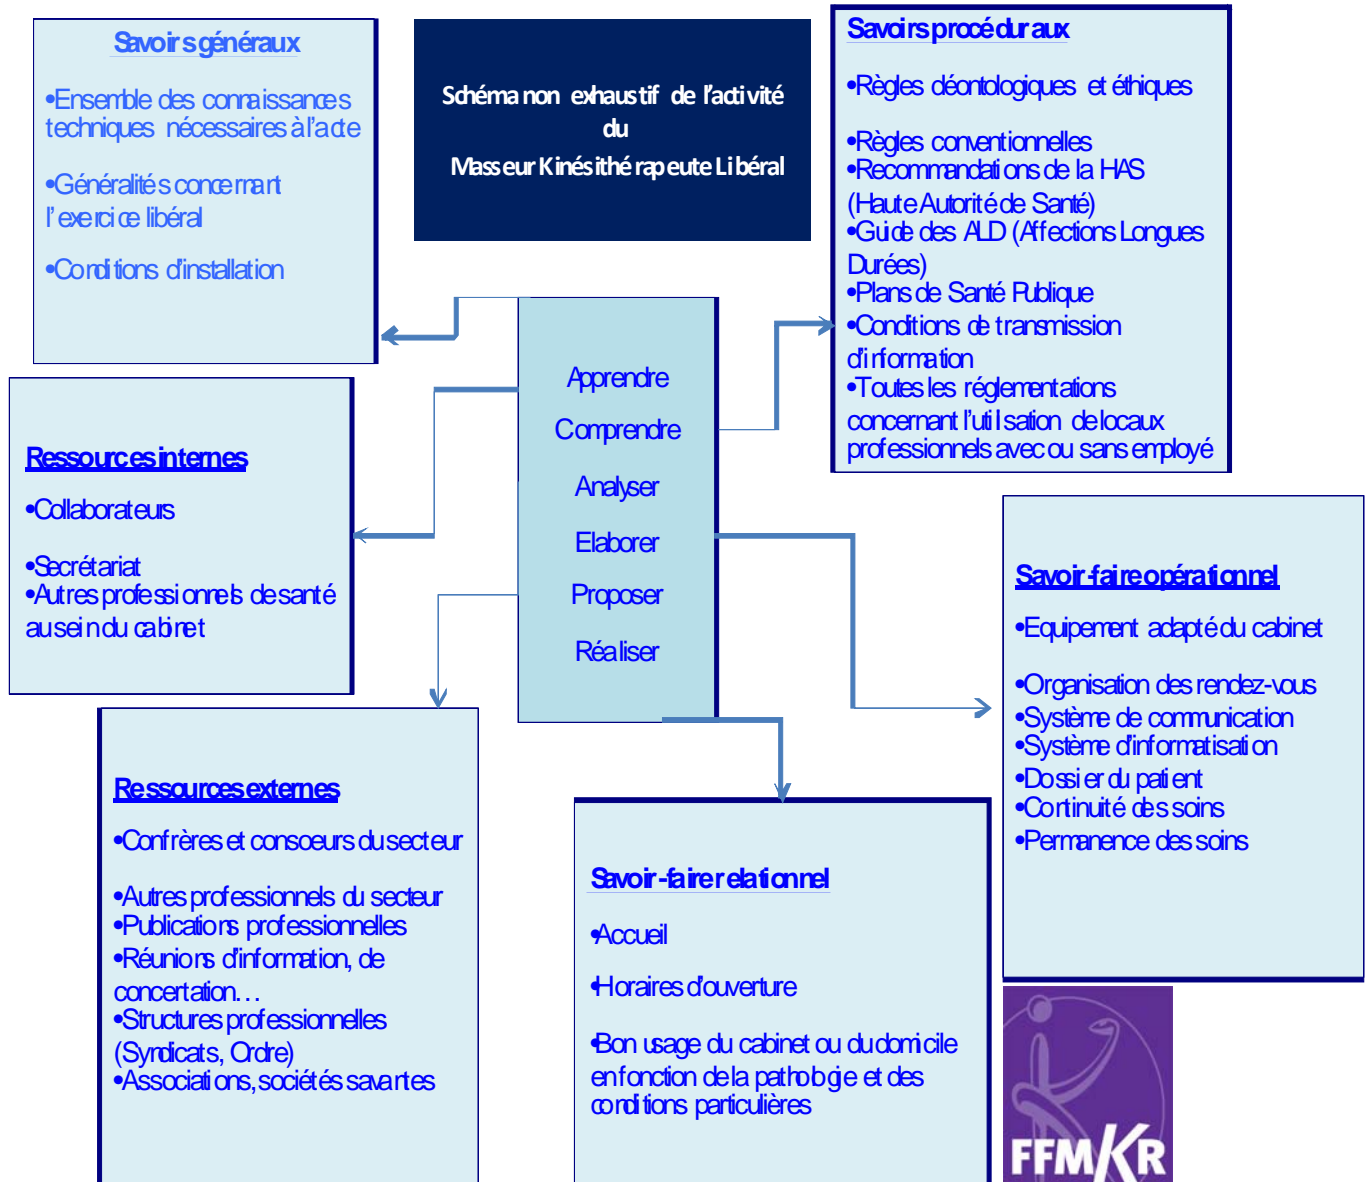 Savoirs généraux
•Ensemble des connaissances
techniques nécessaires à l'acte
•Généralités concernant
l'exercice libéral
•Conditions d'installation
Schéma non exhaustif de l'activité
du
Masseur Kinésithérapeute Libéral
Savoirs procéduraux
•Règles déontologiques et éthiques
•Règles conventionnelles
•Recommandations de la HAS
(Haute Autorité de Santé)
•Guide des ALD (Affections Longues
Durées)
•Plans de Santé Publique
•Conditions de transmission
d'information
•Toutes les réglementations
concernant l'utilisation de locaux
professionnels avec ou sans employé
Apprendre
Comprendre
Analyser
Elaborer
Proposer
Réaliser
Ressources internes
•Collaborateurs
•Secrétariat
•Autres professionnels de santé
au sein du cabinet
Savoir-faire opérationnel
•Equipement adapté du cabinet
•Organisation des rendez-vous
•Système de communication
•Système d'informatisation
•Dossier du patient
•Continuité des soins
•Permanence des soins
Ressources externes
•Confrères et consoeurs du secteur
•Autres professionnels du secteur
•Publications professionnelles
•Réunions d'information, de
concertation…
•Structures professionnelles
(Syndicats, Ordre)
•Associations, sociétés savantes
Savoir-faire relationnel
•Accueil
•Horaires d'ouverture
•Bon usage du cabinet ou du domicile
en fonction de la pathologie et des
conditions particulières
FFMKR